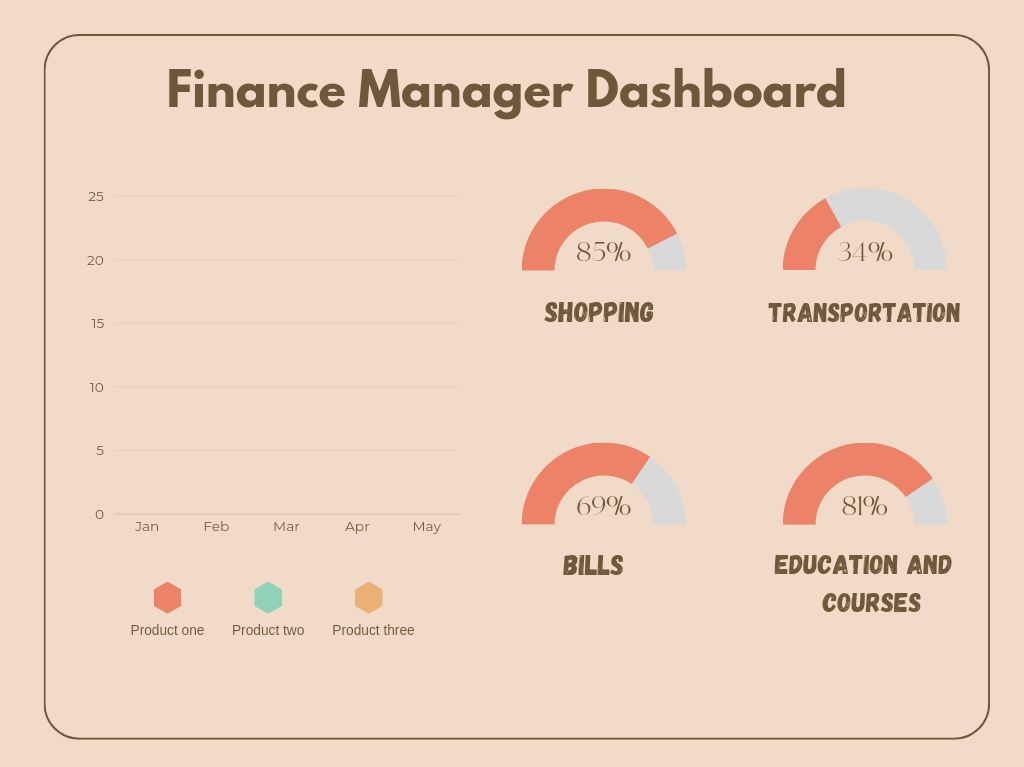 Finance Manager Dashboard
25
20
15
10
5
0
Jan Feb Mar Apr May
Product one Product two Product three
85%
SHOPPING
34%
TRANSPORTATION
69%
BILLS
81%
EDUCATION AND
COURSES